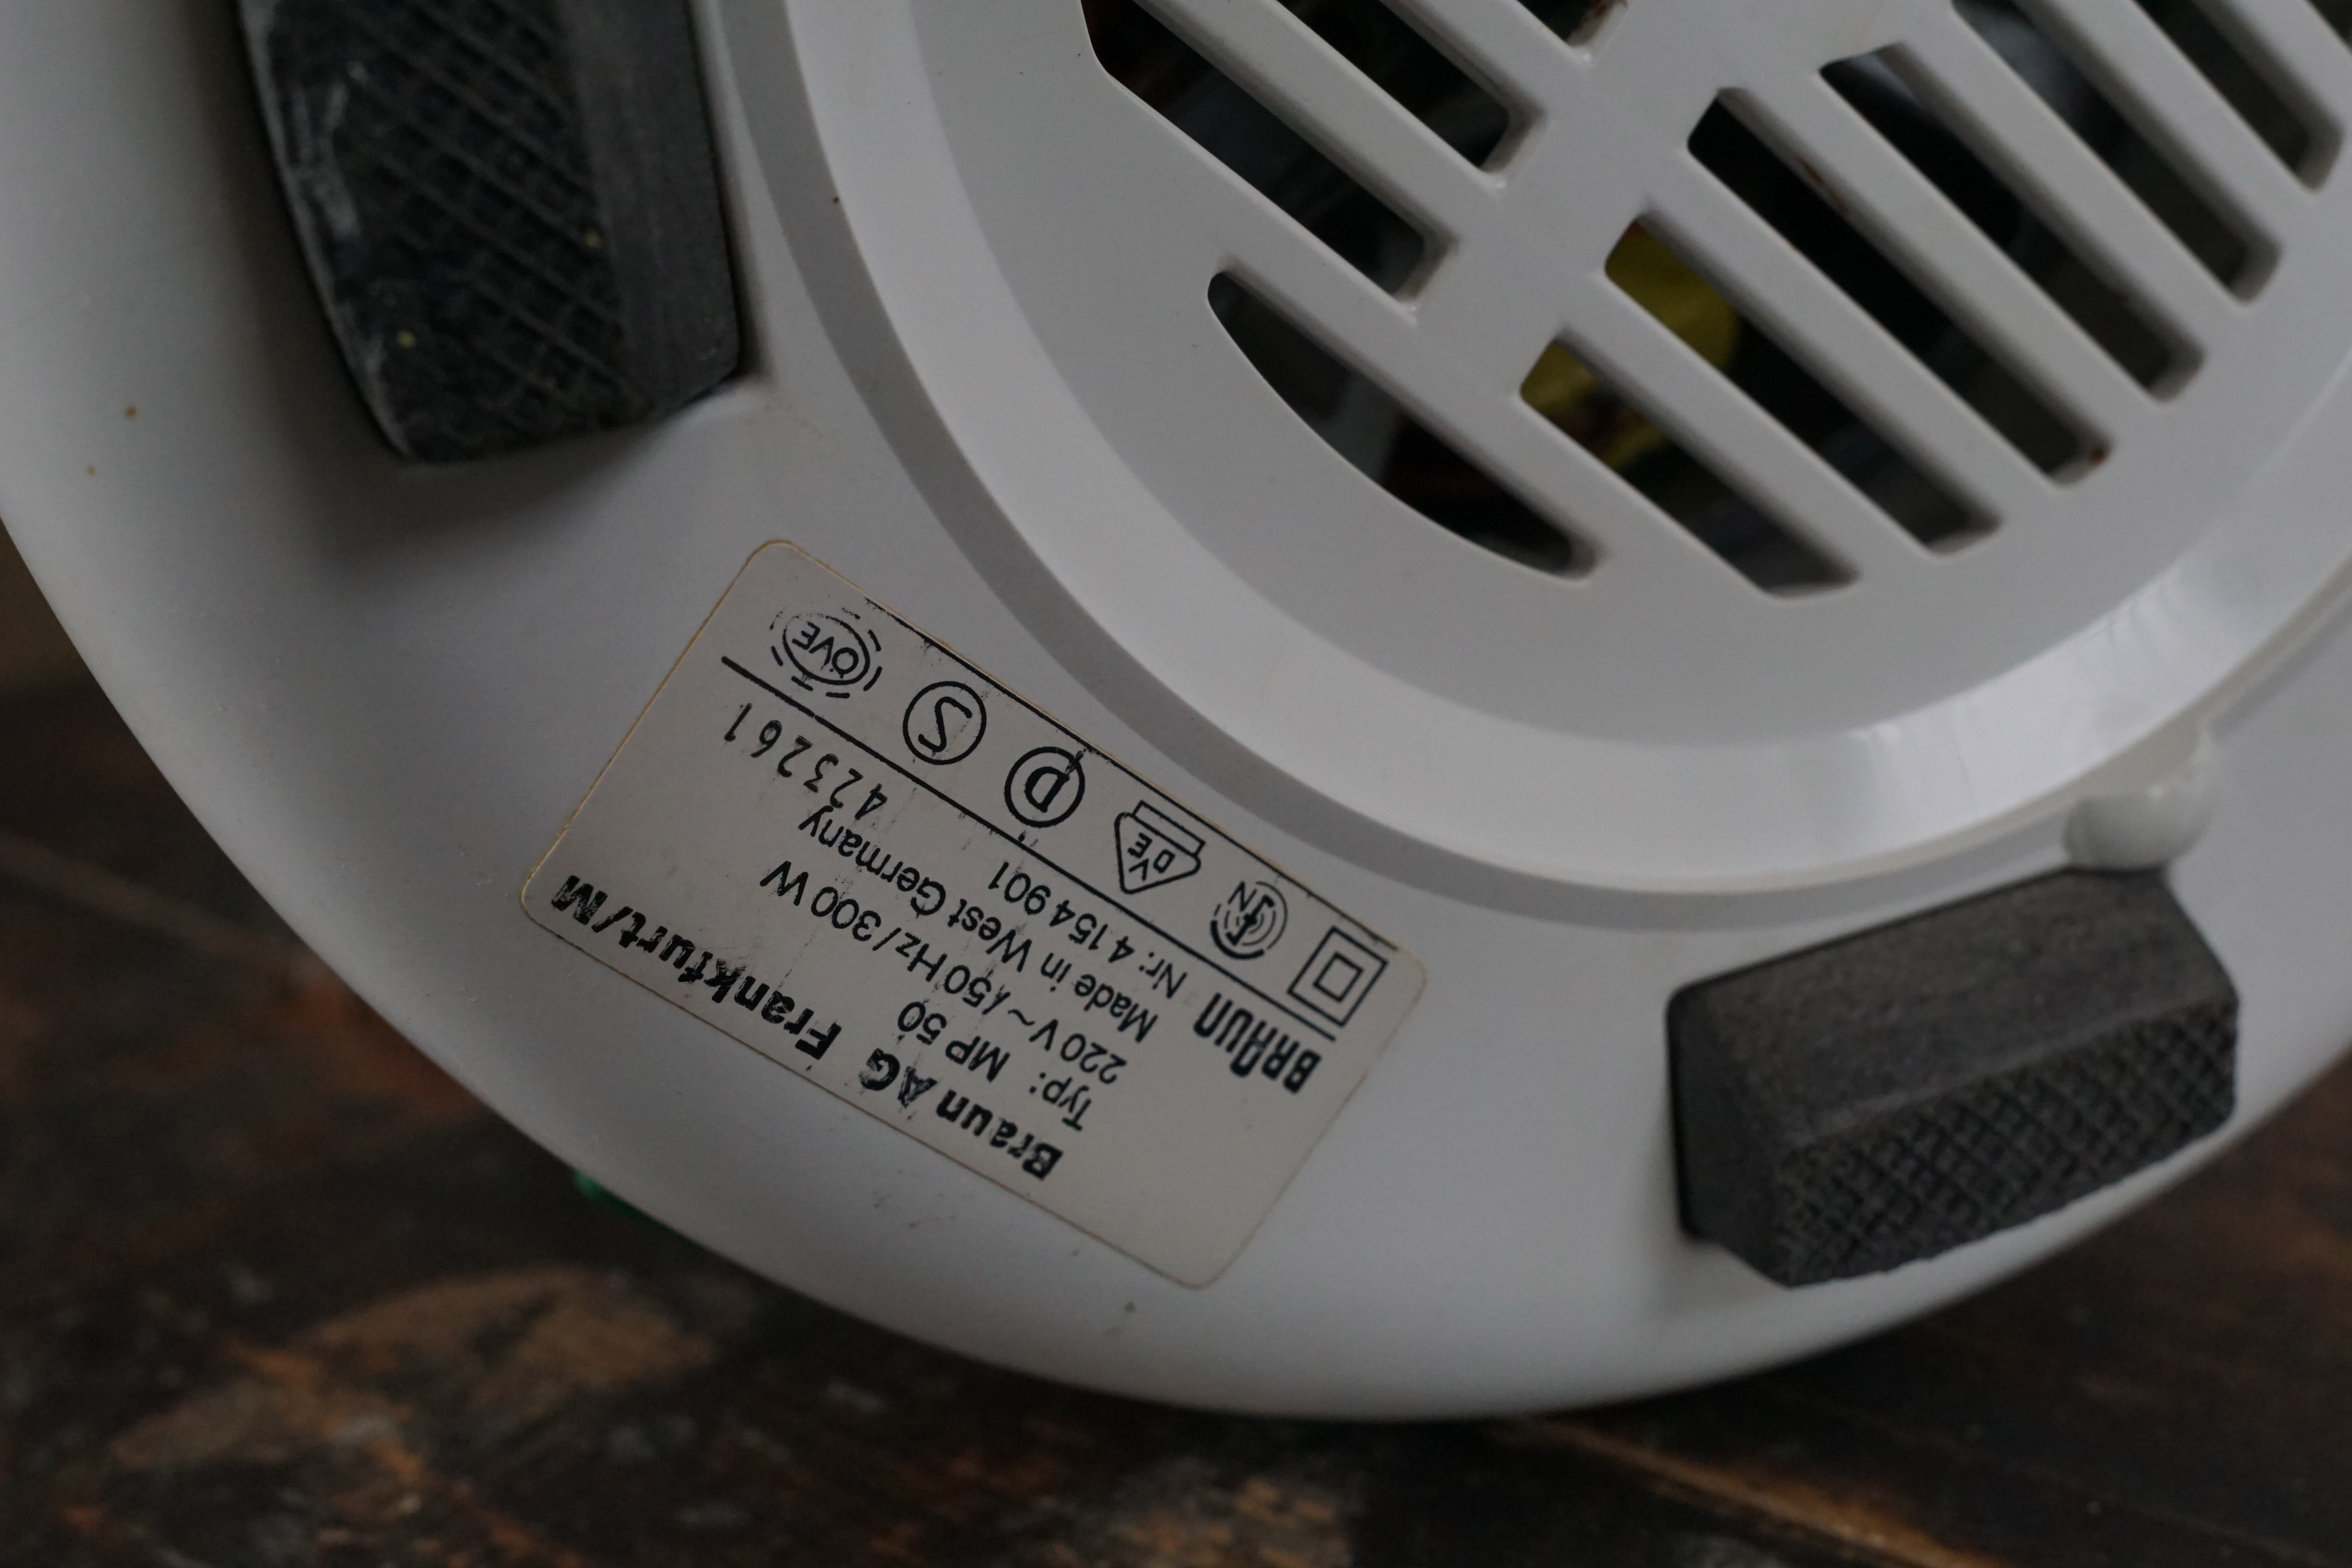 Braun AG Frankfurt/M
Typ: MP 50
220 V~/50 Hz/300 W
Made in West Germany
BRAUN Nr: 4 154 901 423261
FN VDE D S ÖVE